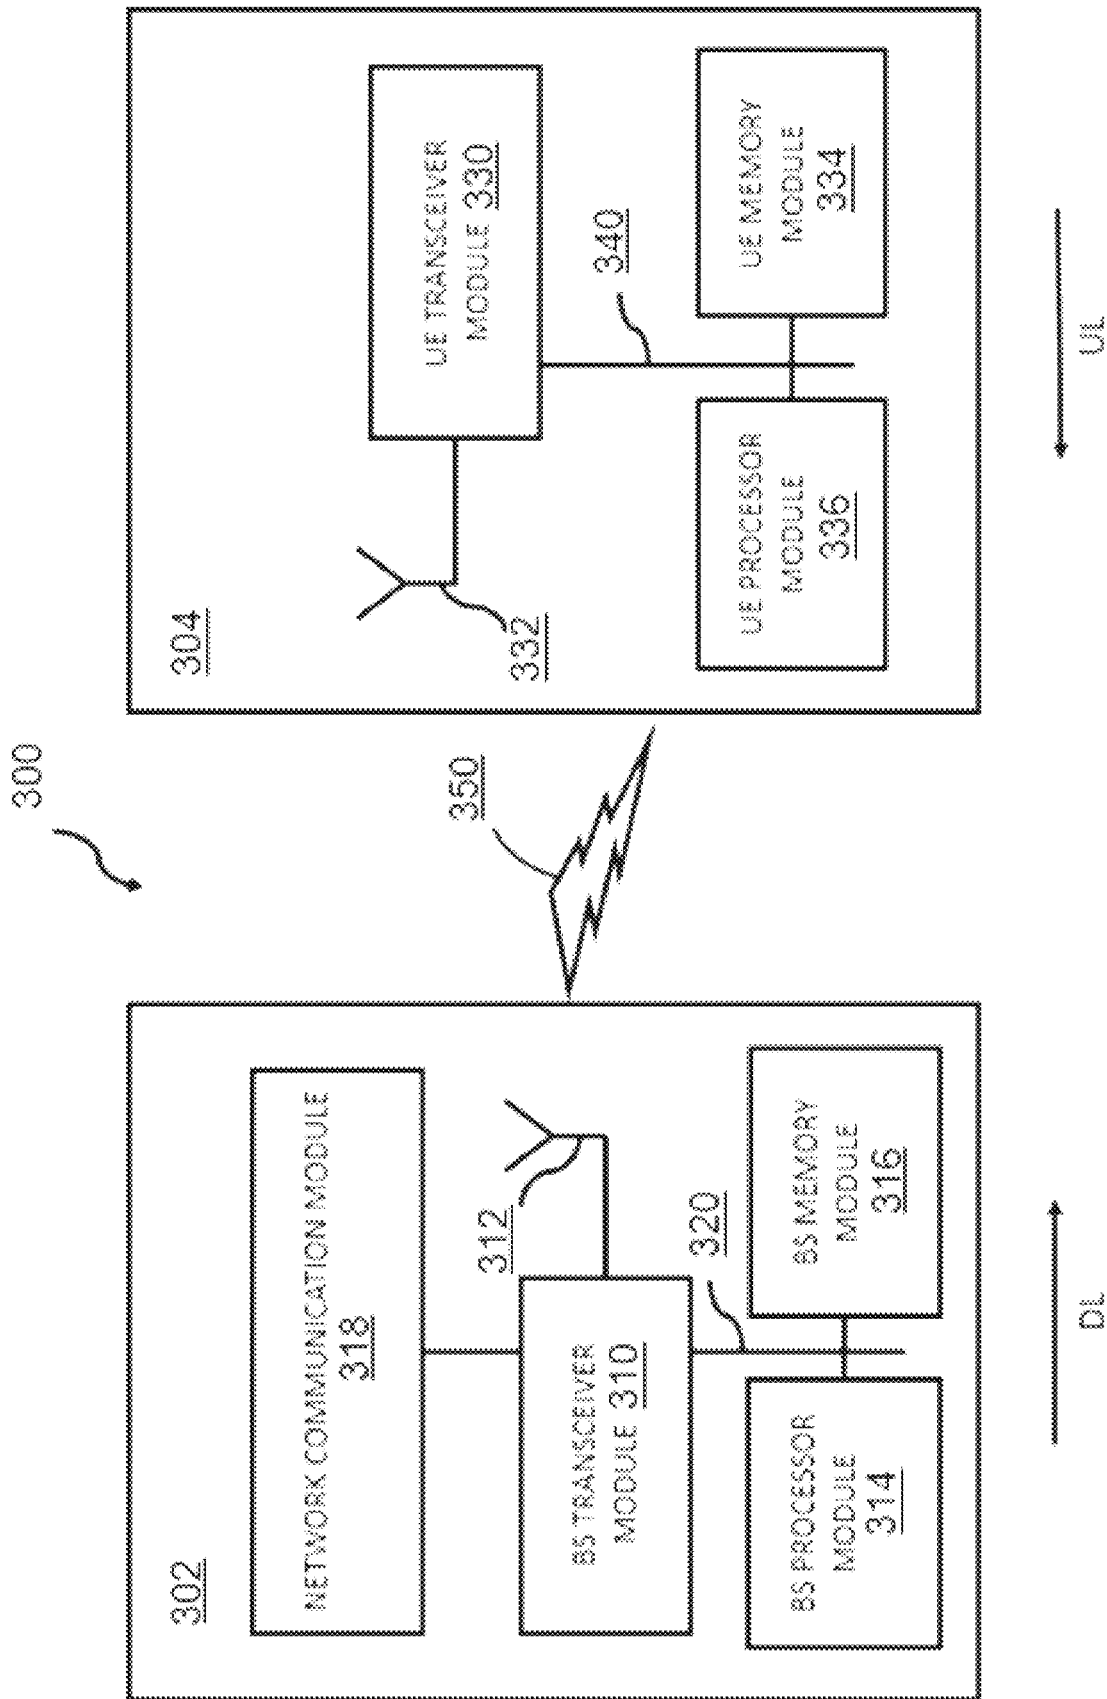 300
302
NETWORK COMMUNICATION MODULE
318
312
BS TRANSCEIVER
MODULE 310
320
BS PROCESSOR
MODULE
314
BS MEMORY
MODULE
316
DL
350
304
332
UE TRANSCEIVER
MODULE 330
340
UE PROCESSOR
MODULE
336
UE MEMORY
MODULE
334
UL